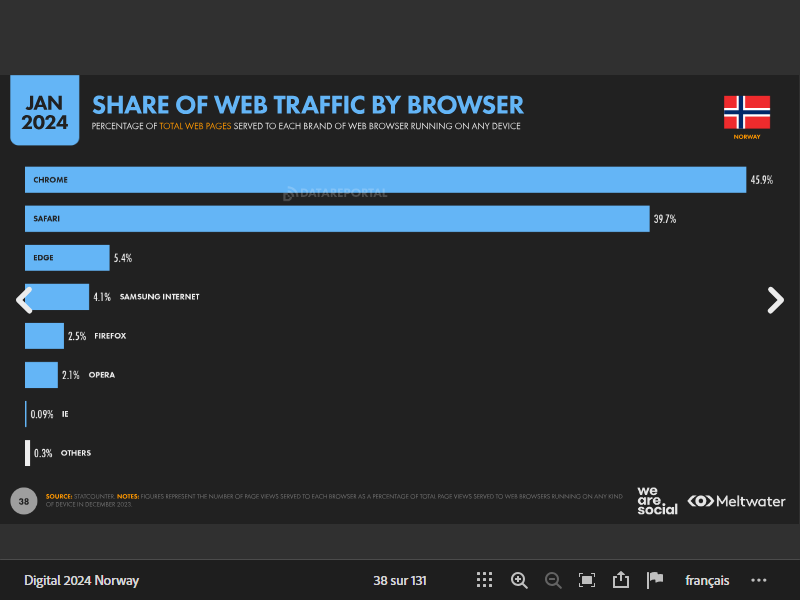 JAN
2024
SHARE OF WEB TRAFFIC BY BROWSER
PERCENTAGE OF TOTAL WEB PAGES SERVED TO EACH BRAND OF WEB BROWSER RUNNING ON ANY DEVICE
NORWAY
CHROME 45.9%
DATAREPORTAL
SAFARI 39.7%
EDGE 5.4%
4.1% SAMSUNG INTERNET
2.5% FIREFOX
2.1% OPERA
0.09% IE
0.3% OTHERS
38
SOURCE: STATCOUNTER. NOTES: FIGURES REPRESENT THE NUMBER OF PAGE VIEWS SERVED TO EACH BROWSER AS A PERCENTAGE OF TOTAL PAGE VIEWS SERVED TO WEB BROWSERS RUNNING ON ANY KIND
OF DEVICE IN DECEMBER 2023.
we
are
social
Meltwater
Digital 2024 Norway
38 sur 131
français